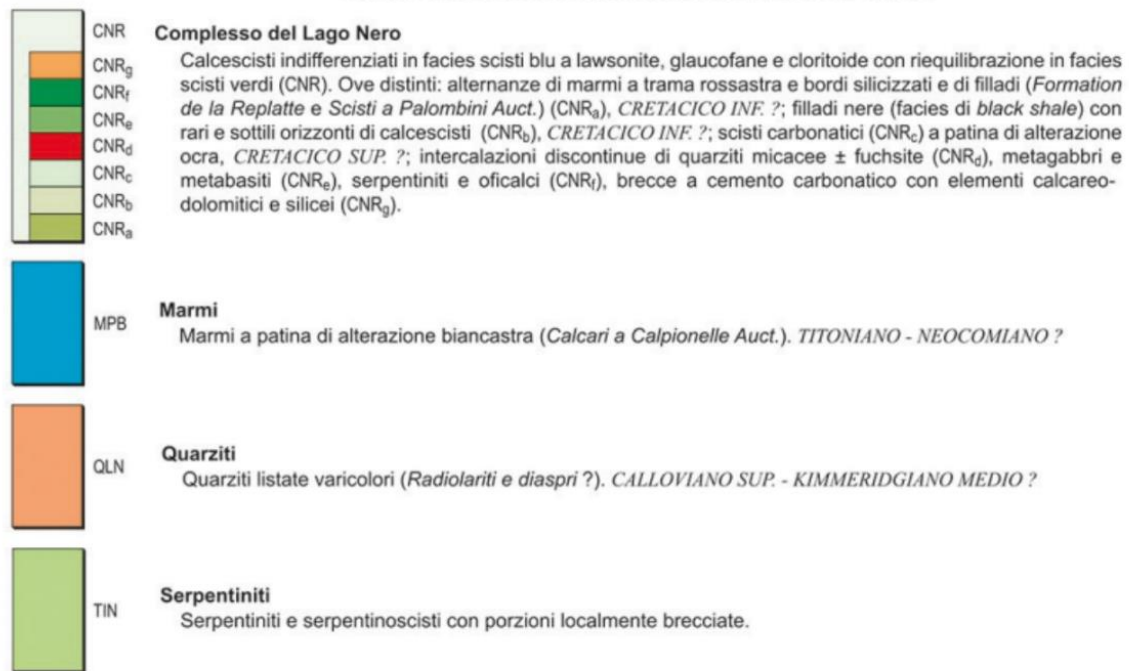 CNR
CNRg
CNRf
CNRe
CNRd
CNRc
CNRb
CNRa
Complesso del Lago Nero
Calcescisti indifferenziati in facies scisti blu a lawsonite, glaucofane e cloritoide con riequilibrazione in facies
scisti verdi (CNR). Ove distinti: alternanze di marmi a trama rossastra e bordi silicizzati e di filladi (Formation
de la Replatte e Scisti a Palombini Auct.) (CNRa), CRETACICO INF. ?; filladi nere (facies di black shale) con
rari e sottili orizzonti di calcescisti (CNRb), CRETACICO INF. ?; scisti carbonatici (CNRc) a patina di alterazione
ocra, CRETACICO SUP. ?; intercalazioni discontinue di quarziti micacee ± fuchsite (CNRd), metagabbri e
metabasiti (CNRe), serpentiniti e oficalci (CNRf), brecce a cemento carbonatico con elementi calcareo-
dolomitici e silicei (CNRg).
MPB
Marmi
Marmi a patina di alterazione biancastra (Calcari a Calpionelle Auct.). TITONIANO - NEOCOMIANO ?
QLN
Quarziti
Quarziti listate varicolori (Radiolariti e diaspri ?). CALLOVIANO SUP. - KIMMERIDGIANO MEDIO ?
TIN
Serpentiniti
Serpentiniti e serpentinoscisti con porzioni localmente brecciate.